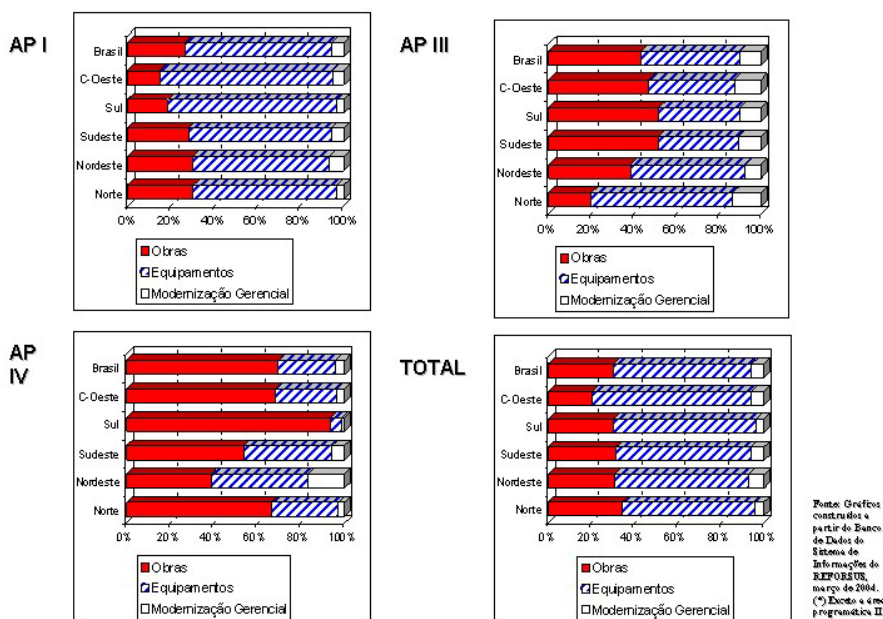 AP I
Brasil
C-Oeste
Sul
Sudeste
Nordeste
Norte
0% 20% 40% 60% 80% 100%
Obras
Equipamentos
Modernização Gerencial
AP III
Brasil
C-Oeste
Sul
Sudeste
Nordeste
Norte
0% 20% 40% 60% 80% 100%
Obras
Equipamentos
Modernização Gerencial
AP
IV
Brasil
C-Oeste
Sul
Sudeste
Nordeste
Norte
0% 20% 40% 60% 80% 100%
Obras
Equipamentos
Modernização Gerencial
TOTAL
Brasil
C-Oeste
Sul
Sudeste
Nordeste
Norte
0% 20% 40% 60% 80% 100%
Obras
Equipamentos
Modernização Gerencial
Fonte: Gráficos
construídos a
partir do Banco
de Dados do
Sistema de
Informações do
REFORSUS,
março de 2004.
(*) Exceto a área
programática II